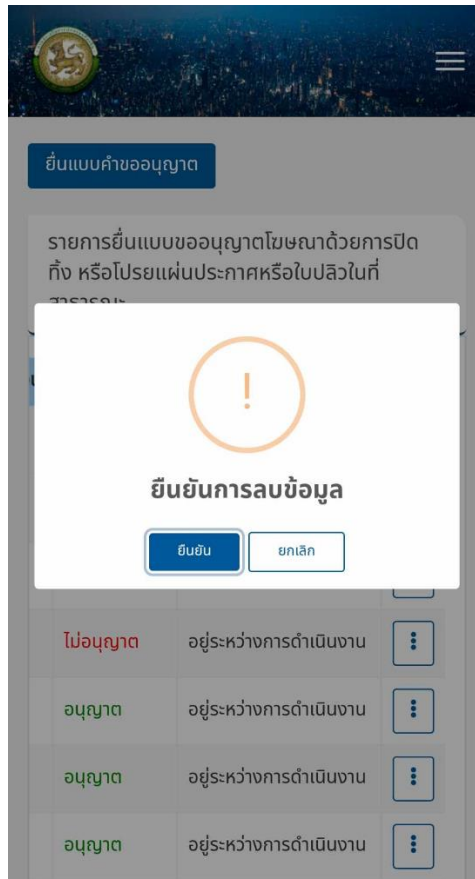 ยื่นแบบคำขออนุญาต
รายการยื่นแบบขออนุญาตโฆษณาด้วยการปิด
ทิ้ง หรือโปรยแผ่นประกาศหรือใบปลิวในที่
สาธารณะ
!
ยืนยันการลบข้อมูล
ยืนยัน ยกเลิก
ไม่อนุญาต อยู่ระหว่างการดำเนินงาน
อนุญาต อยู่ระหว่างการดำเนินงาน
อนุญาต อยู่ระหว่างการดำเนินงาน
อนุญาต อยู่ระหว่างการดำเนินงาน